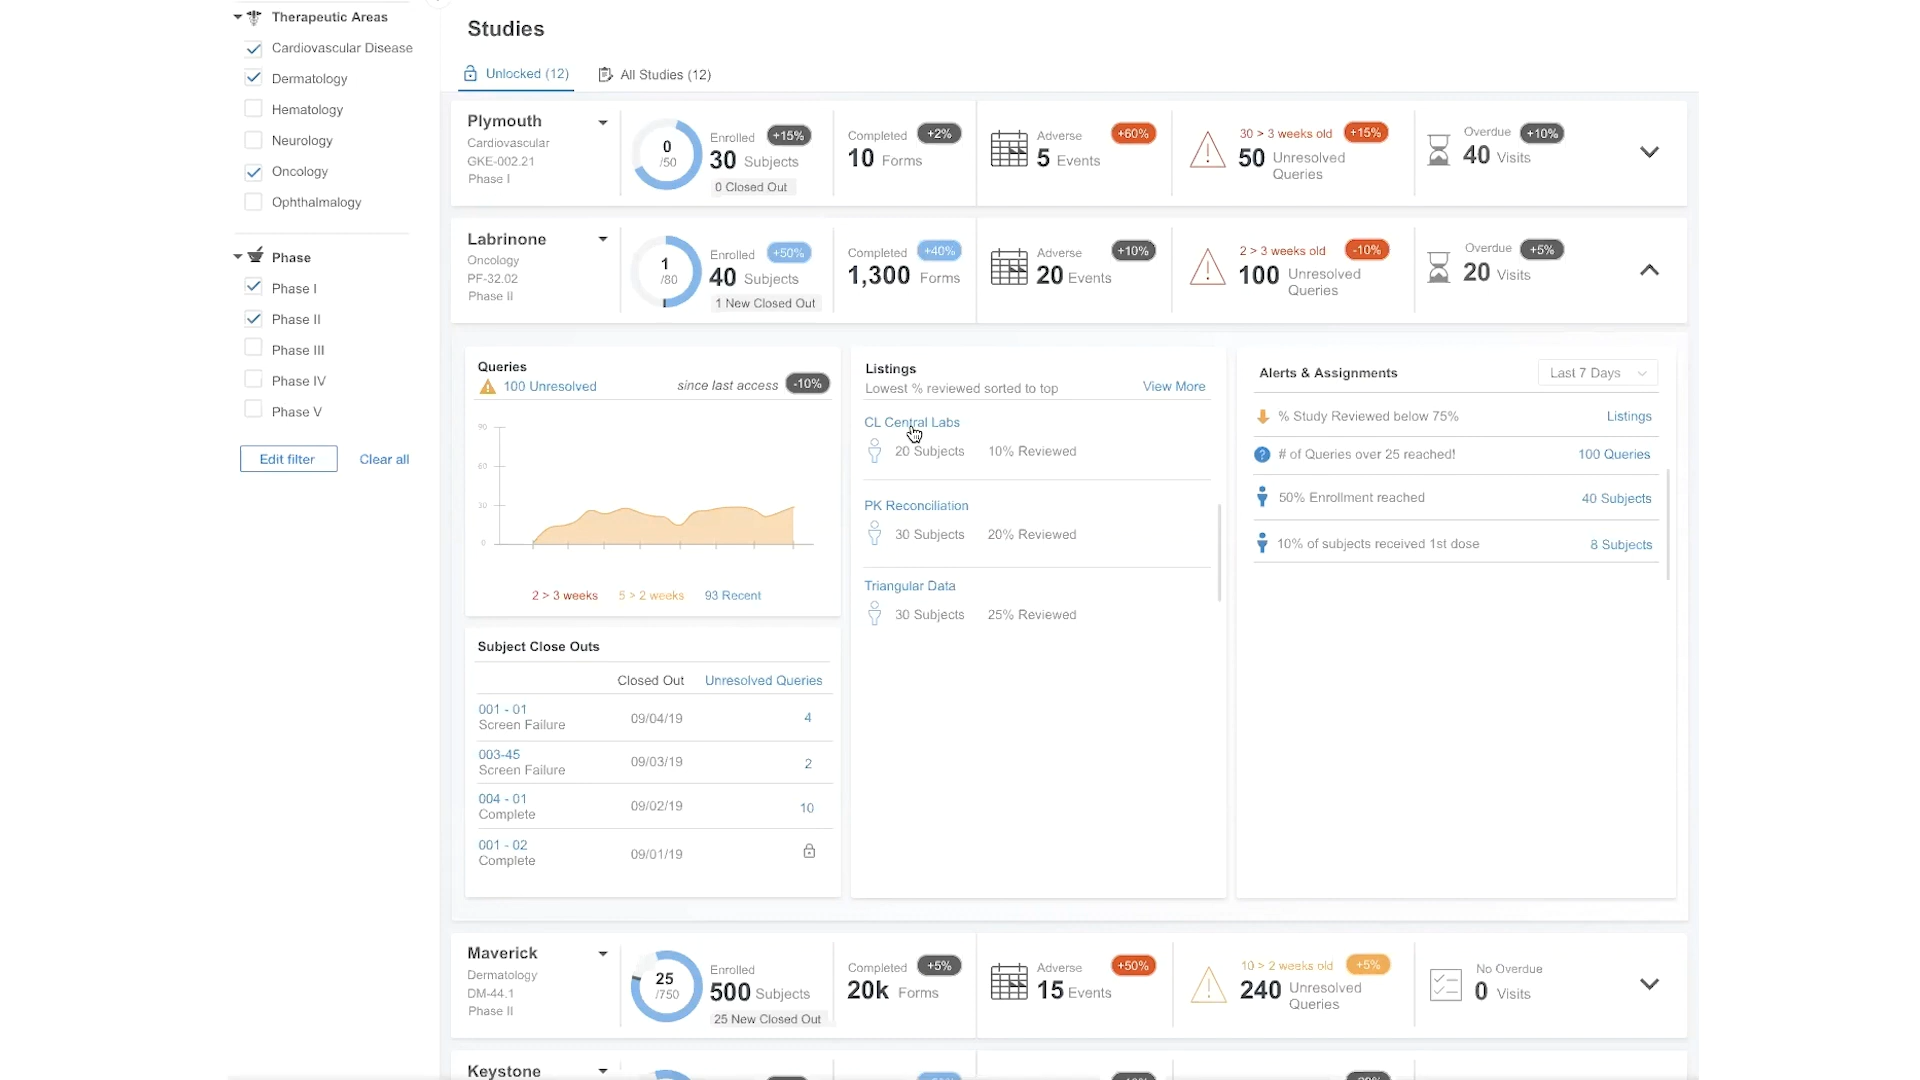 Therapeutic Areas
Cardiovascular Disease
Dermatology
Hematology
Neurology
Oncology
Ophthalmalogy
Phase
Phase I
Phase II
Phase III
Phase IV
Phase V
Edit filter
Clear all
Studies
Unlocked (12)
All Studies (12)
Plymouth
Cardiovascular
GKE-002.21
Phase I
0
/50
Enrolled +15%
30 Subjects
0 Closed Out
Completed +2%
10 Forms
Adverse +60%
5 Events
30 > 3 weeks old +15%
50 Unresolved
Queries
Overdue +10%
40 Visits
Labrinone
Oncology
PF-32.02
Phase II
1
/80
Enrolled +50%
40 Subjects
1 New Closed Out
Completed +40%
1,300 Forms
Adverse +10%
20 Events
2 > 3 weeks old -10%
100 Unresolved
Queries
Overdue +5%
20 Visits
Queries
100 Unresolved
since last access -10%
90
60
30
0
2 > 3 weeks 5 > 2 weeks 93 Recent
Subject Close Outs
Closed Out Unresolved Queries
001 - 01
Screen Failure
09/04/19
4
003-45
Screen Failure
09/03/19
2
004 - 01
Complete
09/02/19
10
001 - 02
Complete
09/01/19
Listings
Lowest % reviewed sorted to top
View More
CL Central Labs
20 Subjects 10% Reviewed
PK Reconciliation
30 Subjects 20% Reviewed
Triangular Data
30 Subjects 25% Reviewed
Alerts & Assignments
Last 7 Days
% Study Reviewed below 75% Listings
# of Queries over 25 reached! 100 Queries
50% Enrollment reached 40 Subjects
10% of subjects received 1st dose 8 Subjects
Maverick
Dermatology
DM-44.1
Phase II
25
/750
Enrolled
500 Subjects
25 New Closed Out
Completed +5%
20k Forms
Adverse +50%
15 Events
10 > 2 weeks old +5%
240 Unresolved
Queries
No Overdue
0 Visits
Keystone